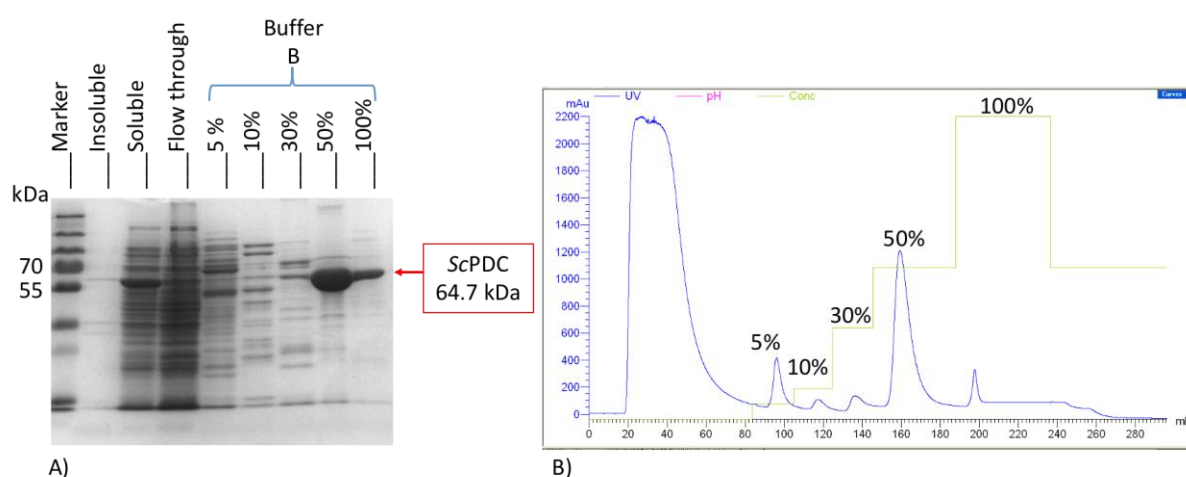 Buffer
B
Marker
Insoluble
Soluble
Flow through
5 %
10%
30%
50%
100%
kDa
70
55
ScPDC
64.7 kDa
A)
UV pH Conc
Curves
mAu
2200
2000
1800
1600
1400
1200
1000
800
600
400
200
0
5%
10%
30%
50%
100%
0 20 40 60 80 100 120 140 160 180 200 220 240 260 280 ml
B)